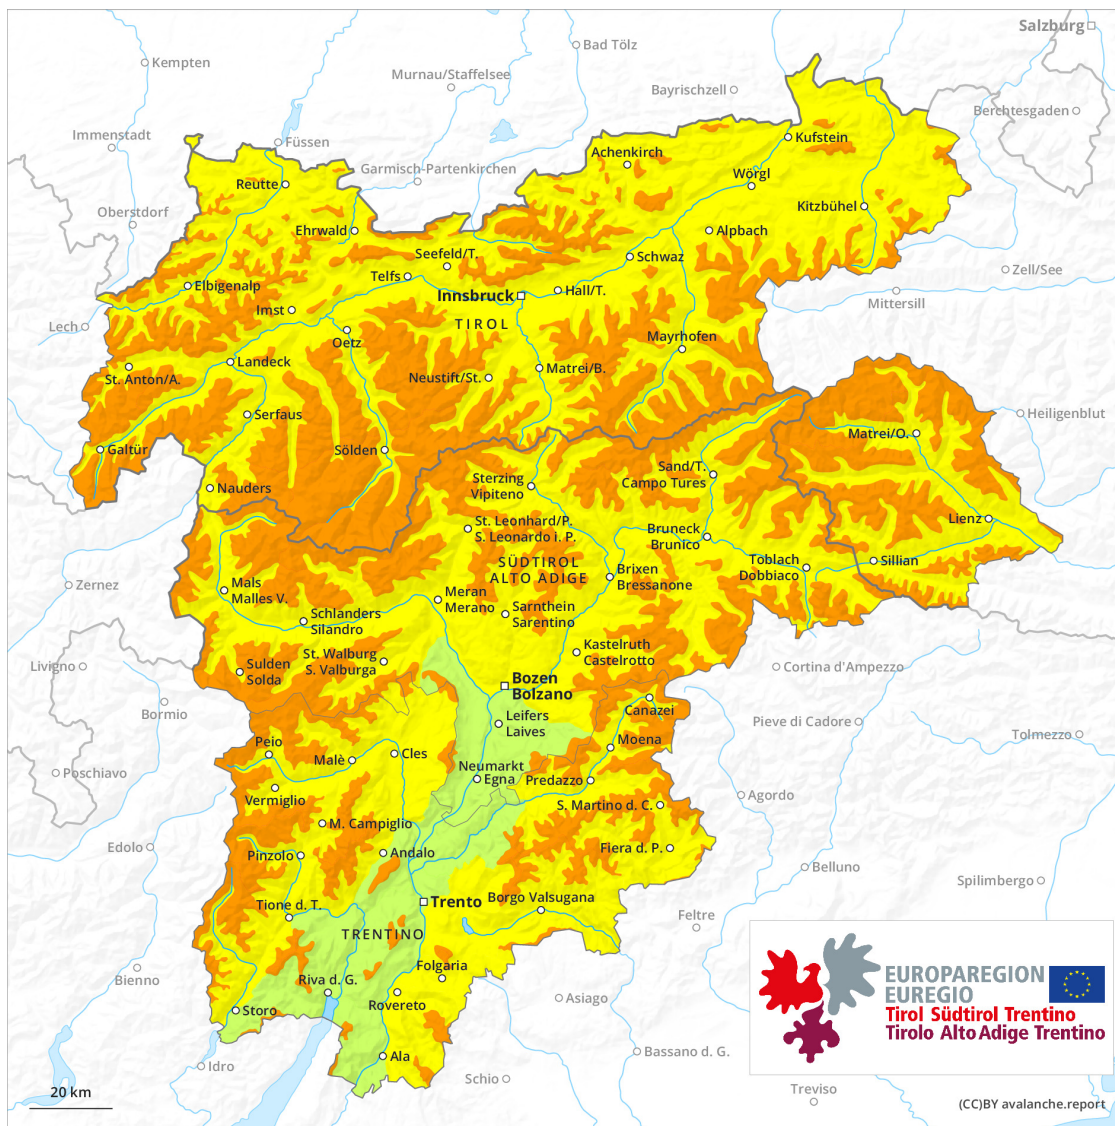 Salzburg
Bad Tölz
Kempten
Murnau/Staffelsee
Bayrischzell
Berchtesgaden
Immenstadt
Füssen
Kufstein
Achenkirch
Garmisch-Partenkirchen
Wörgl
Reutte
Oberstdorf
Kitzbühel
Ehrwald
Alpbach
Seefeld/T.
Schwaz
Zell/See
Telfs
Elbigenalp
Innsbruck
Hall/T.
Mittersill
Imst
TIROL
Lech
Oetz
Mayrhofen
Landeck
Matrei/B.
St. Anton/A.
Neustift/St.
Serfaus
Heiligenblut
Matrei/O.
Galtür
Sölden
Sand/T.
Campo Tures
Sterzing
Vipiteno
Nauders
St. Leonhard/P.
S. Leonardo i. P.
Lienz
Bruneck
Brunico
SÜDTIROL
ALTO ADIGE
Toblach
Dobbiaco
Sillian
Zernez
Mals
Malles V.
Brixen
Bressanone
Meran
Merano
Schlanders
Silandro
Sarnthein
Sarentino
Kastelruth
Castelrotto
Livigno
St. Walburg
S. Valburga
Sulden
Solda
Cortina d'Ampezzo
Bozen
Bolzano
Bormio
Canazei
Leifers
Laives
Pieve di Cadore
Tolmezzo
Moena
Peio
Malè
Cles
Poschiavo
Neumarkt
Egna
Predazzo
Vermiglio
Agordo
S. Martino d. C.
M. Campiglio
Edolo
Pinzolo
Andalo
Fiera d. P.
Belluno
Spilimbergo
Trento
Borgo Valsugana
Tione d. T.
Feltre
TRENTINO
Bienno
Folgaria
Riva d. G.
Rovereto
Asiago
Storo
EUROPAREGION
EUREGIO
Tirol Südtirol Trentino
Tirolo Alto Adige Trentino
Ala
Bassano d. G.
Idro
Schio
Treviso
20 km
(CC)BY avalanche.report